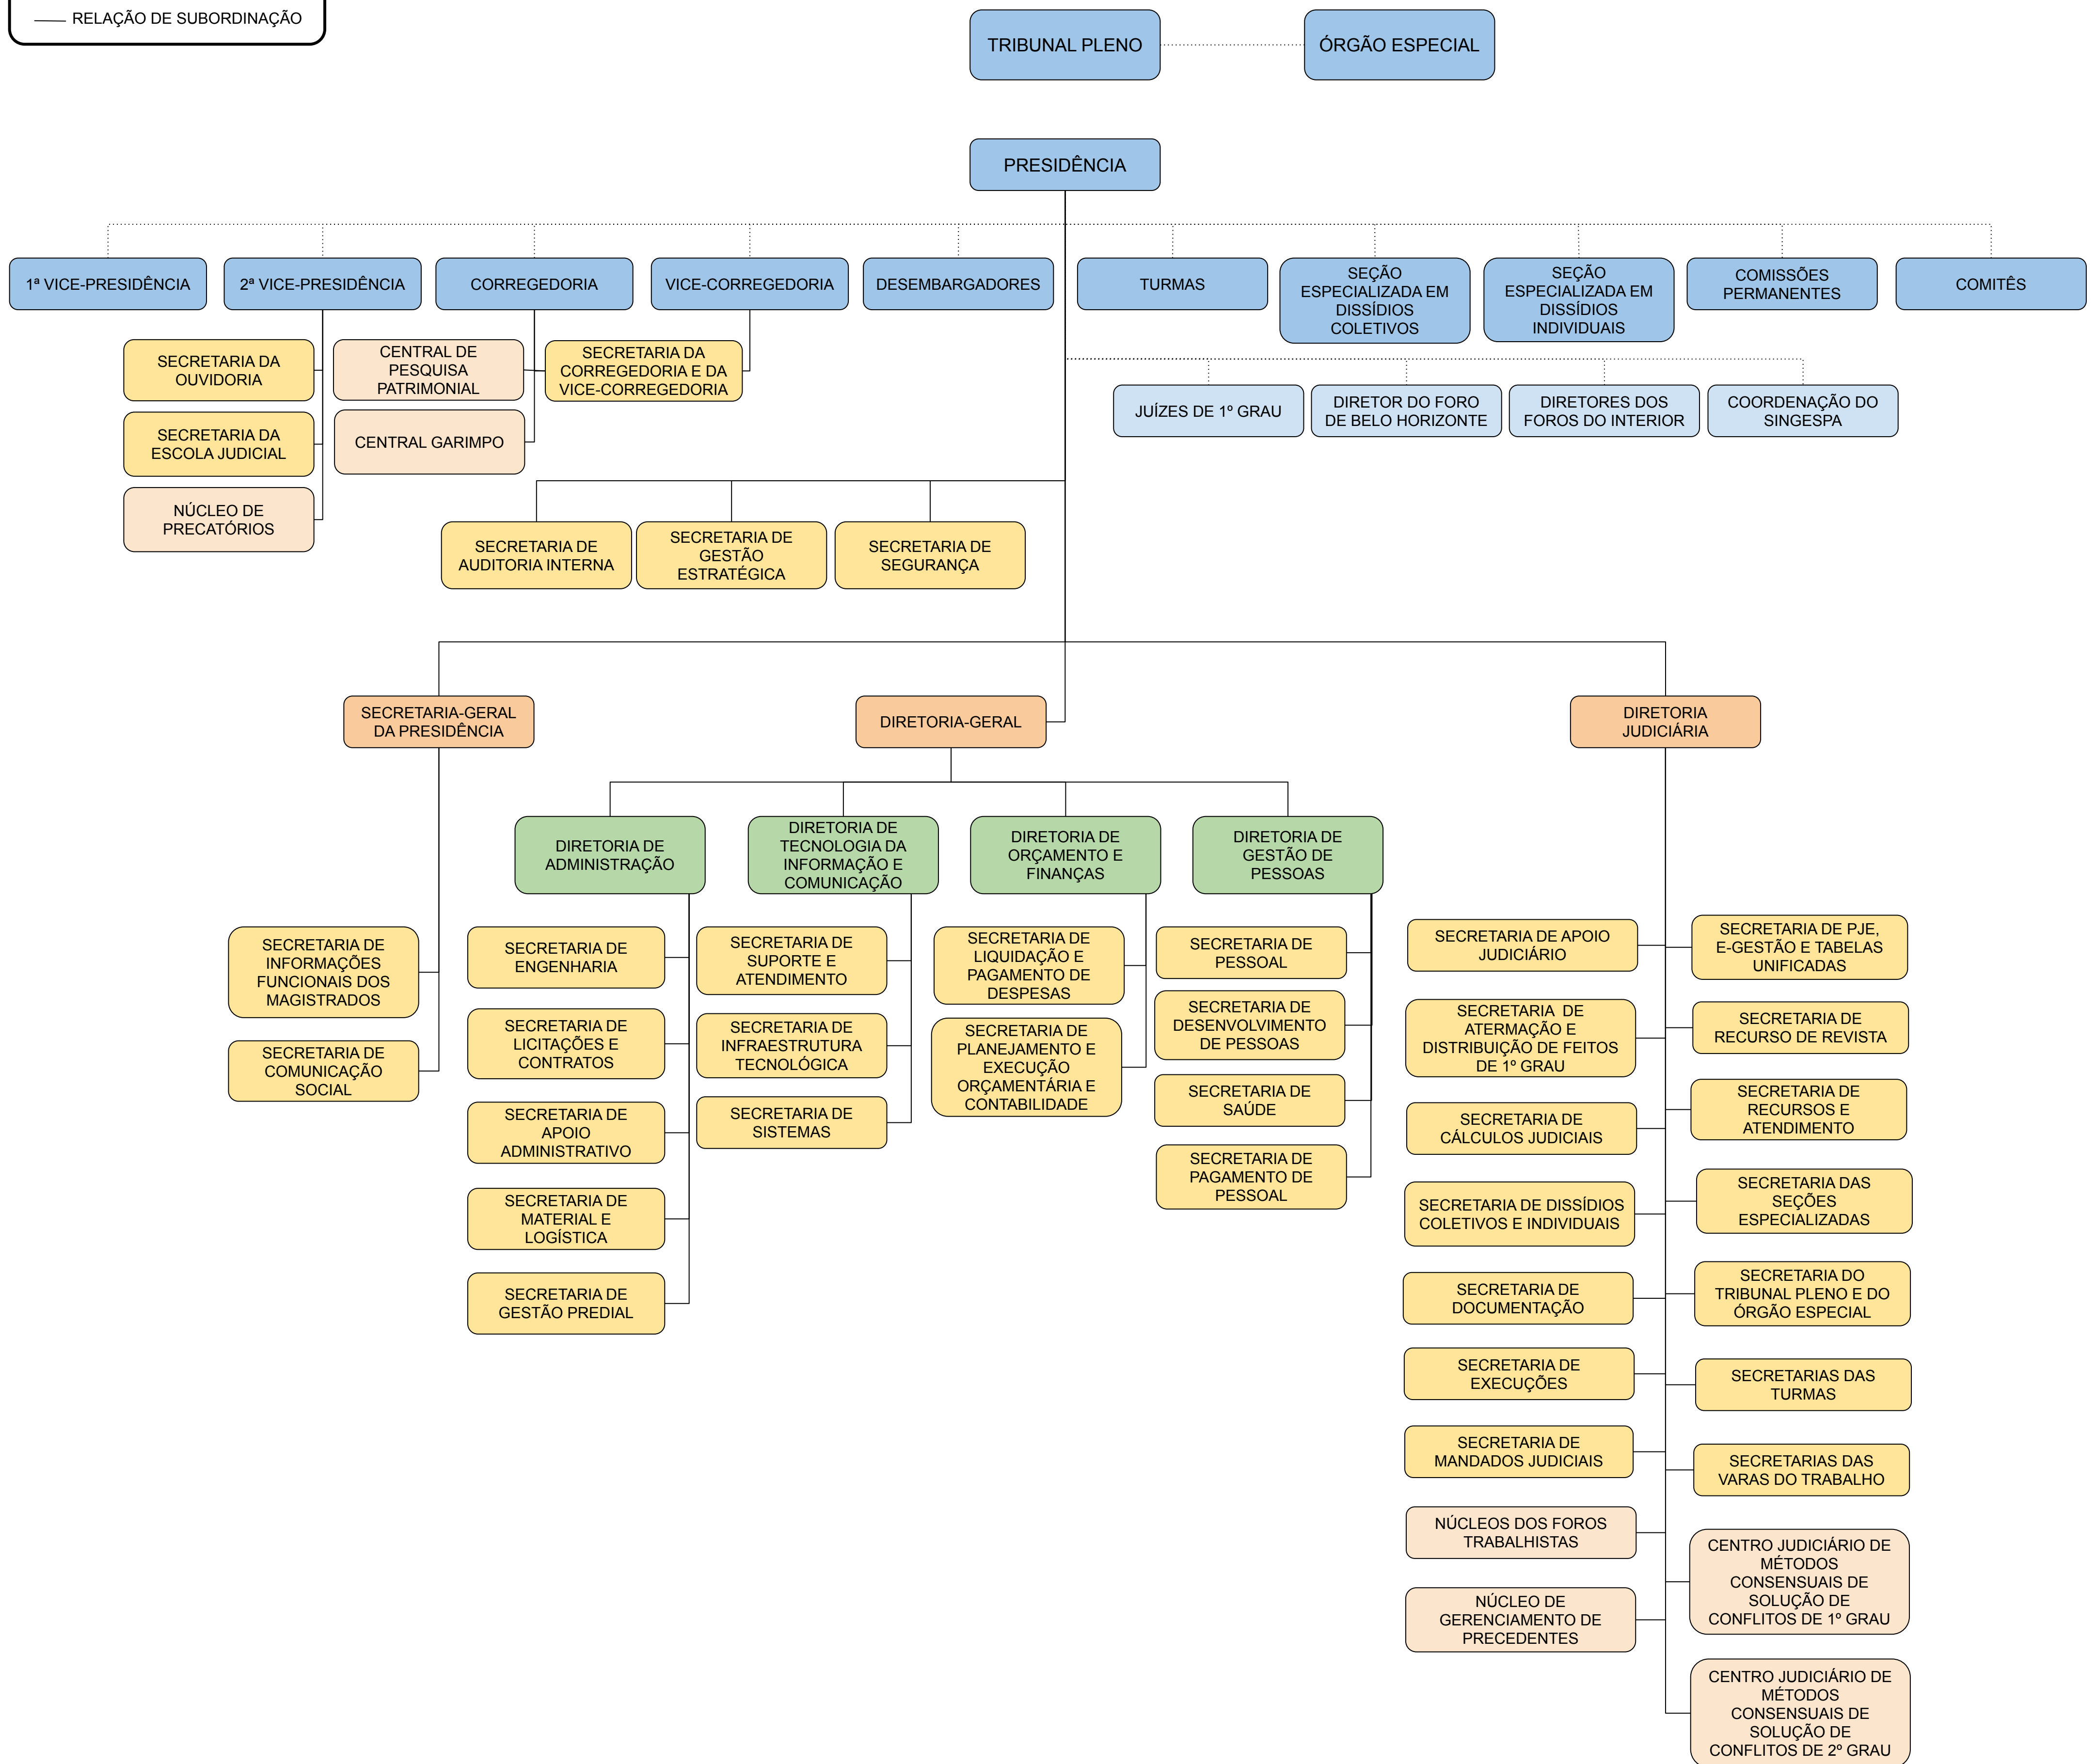 RELAÇÃO DE SUBORDINAÇÃO
TRIBUNAL PLENO
ÓRGÃO ESPECIAL
PRESIDÊNCIA
1ª VICE-PRESIDÊNCIA
2ª VICE-PRESIDÊNCIA
CORREGEDORIA
VICE-CORREGEDORIA
DESEMBARGADORES
TURMAS
SEÇÃO
ESPECIALIZADA EM
DISSÍDIOS
COLETIVOS
SEÇÃO
ESPECIALIZADA EM
DISSÍDIOS
INDIVIDUAIS
COMISSÕES
PERMANENTES
COMITÊS
SECRETARIA DA
OUVIDORIA
CENTRAL DE
PESQUISA
PATRIMONIAL
SECRETARIA DA
CORREGEDORIA E DA
VICE-CORREGEDORIA
SECRETARIA DA
ESCOLA JUDICIAL
CENTRAL GARIMPO
NÚCLEO DE
PRECATÓRIOS
JUÍZES DE 1º GRAU
DIRETOR DO FORO
DE BELO HORIZONTE
DIRETORES DOS
FOROS DO INTERIOR
COORDENAÇÃO DO
SINGESPA
SECRETARIA DE
AUDITORIA INTERNA
SECRETARIA DE
GESTÃO
ESTRATÉGICA
SECRETARIA DE
SEGURANÇA
SECRETARIA-GERAL
DA PRESIDÊNCIA
DIRETORIA-GERAL
DIRETORIA
JUDICIÁRIA
DIRETORIA DE
ADMINISTRAÇÃO
DIRETORIA DE
TECNOLOGIA DA
INFORMAÇÃO E
COMUNICAÇÃO
DIRETORIA DE
ORÇAMENTO E
FINANÇAS
DIRETORIA DE
GESTÃO DE
PESSOAS
SECRETARIA DE
INFORMAÇÕES
FUNCIONAIS DOS
MAGISTRADOS
SECRETARIA DE
COMUNICAÇÃO
SOCIAL
SECRETARIA DE
ENGENHARIA
SECRETARIA DE
LICITAÇÕES E
CONTRATOS
SECRETARIA DE
APOIO
ADMINISTRATIVO
SECRETARIA DE
MATERIAL E
LOGÍSTICA
SECRETARIA DE
GESTÃO PREDIAL
SECRETARIA DE
SUPORTE E
ATENDIMENTO
SECRETARIA DE
INFRAESTRUTURA
TECNOLÓGICA
SECRETARIA DE
SISTEMAS
SECRETARIA DE
LIQUIDAÇÃO E
PAGAMENTO DE
DESPESAS
SECRETARIA DE
PLANEJAMENTO E
EXECUÇÃO
ORÇAMENTÁRIA E
CONTABILIDADE
SECRETARIA DE
PESSOAL
SECRETARIA DE
DESENVOLVIMENTO
DE PESSOAS
SECRETARIA DE
SAÚDE
SECRETARIA DE
PAGAMENTO DE
PESSOAL
SECRETARIA DE APOIO
JUDICIÁRIO
SECRETARIA DE
ATERMAÇÃO E
DISTRIBUIÇÃO DE FEITOS
DE 1º GRAU
SECRETARIA DE
CÁLCULOS JUDICIAIS
SECRETARIA DE DISSÍDIOS
COLETIVOS E INDIVIDUAIS
SECRETARIA DE
DOCUMENTAÇÃO
SECRETARIA DE
EXECUÇÕES
SECRETARIA DE
MANDADOS JUDICIAIS
NÚCLEOS DOS FOROS
TRABALHISTAS
NÚCLEO DE
GERENCIAMENTO DE
PRECEDENTES
SECRETARIA DE PJE,
E-GESTÃO E TABELAS
UNIFICADAS
SECRETARIA DE
RECURSO DE REVISTA
SECRETARIA DE
RECURSOS E
ATENDIMENTO
SECRETARIA DAS
SEÇÕES
ESPECIALIZADAS
SECRETARIA DO
TRIBUNAL PLENO E DO
ÓRGÃO ESPECIAL
SECRETARIAS DAS
TURMAS
SECRETARIAS DAS
VARAS DO TRABALHO
CENTRO JUDICIÁRIO DE
MÉTODOS
CONSENSUAIS DE
SOLUÇÃO DE
CONFLITOS DE 1º GRAU
CENTRO JUDICIÁRIO DE
MÉTODOS
CONSENSUAIS DE
SOLUÇÃO DE
CONFLITOS DE 2º GRAU